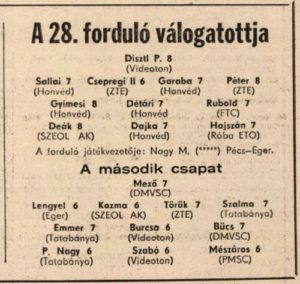 A 28. forduló válogatottja
Disztl P. 8
(Videoton)
Sallai 7 Csepregi II 6 Garaba 7 Péter 8
(Honvéd) (ZTE) (Honvéd) (ZTE)
Gyimesi 8 Détári 7 Rubold 7
(Honvéd) (Honvéd) (FTC)
Deák 8 Dajka 7 Hajszán 7
(SZEOL AK) (Honvéd) (Rába ETO)
A forduló játékvezetője: Nagy M. (*****) Pécs-Eger.
A második csapat
Mező 7
(DMVSC)
Lengyel 6 Kozma 6 Török 7 Szalma 7
(Eger) (SZEOL AK) (ZTE) (Tatabánya)
Emmer 7 Burcsa 6 Bücs 7
(Tatabánya) (Videoton) (DMVSC)
P. Nagy 6 Szabó 6 Mészáros 6
(Tatabánya) (Videoton) (PMSC)